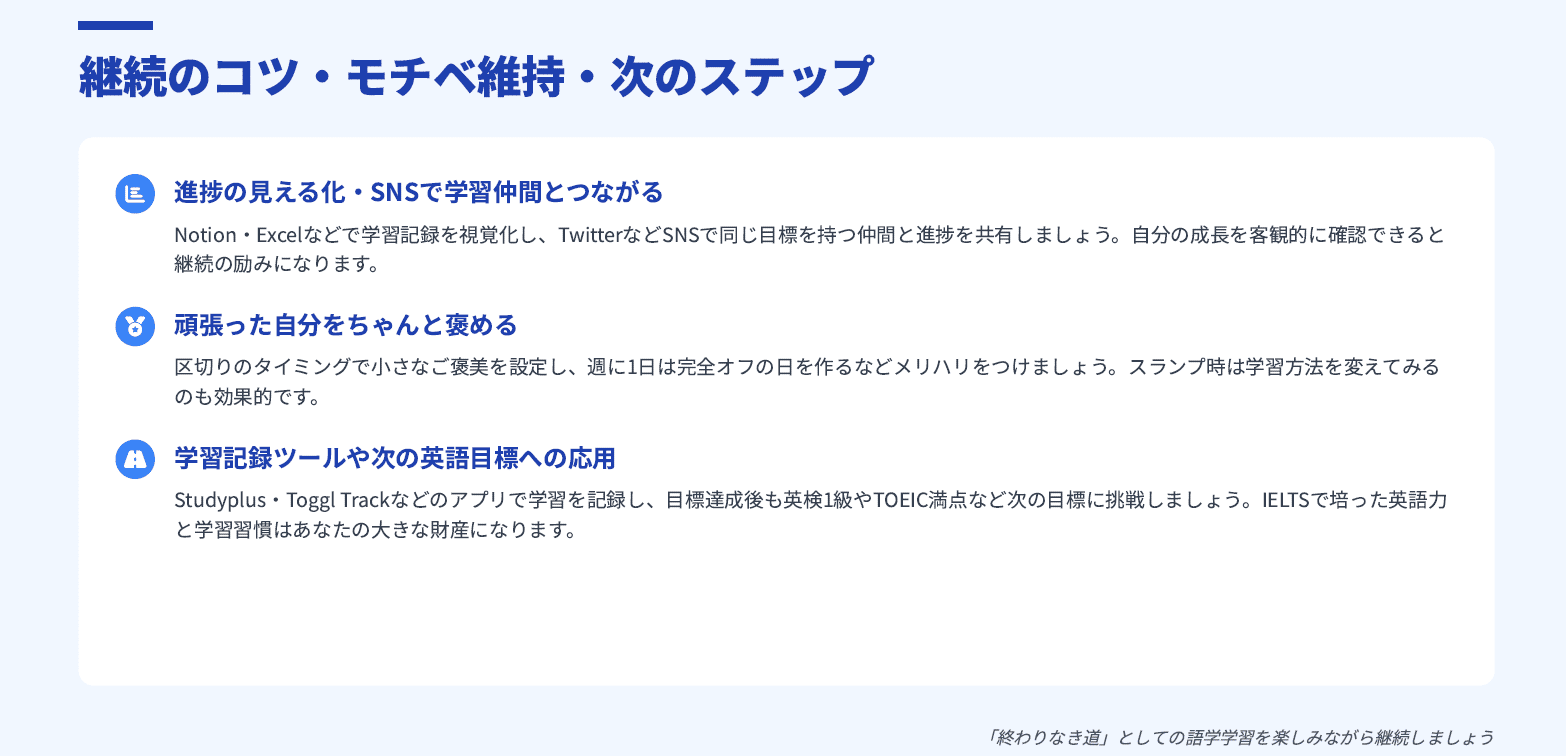 継続のコツ・モチベ維持・次のステップ
進捗の見える化・SNSで学習仲間とつながる
Notion・Excelなどで学習記録を視覚化し、TwitterなどSNSで同じ目標を持つ仲間と進捗を共有しましょう。自分の成長を客観的に確認できると
継続の励みになります。
頑張った自分をちゃんと褒める
区切りのタイミングで小さなご褒美を設定し、週に1日は完全オフの日を作るなどメリハリをつけましょう。スランプ時は学習方法を変えてみる
のも効果的です。
学習記録ツールや次の英語目標への応用
Studyplus・Toggl Trackなどのアプリで学習を記録し、目標達成後も英検1級やTOEIC満点など次の目標に挑戦しましょう。IELTSで培った英語力
と学習習慣はあなたの大きな財産になります。
「終わりなき道」としての語学学習を楽しみながら継続しましょう